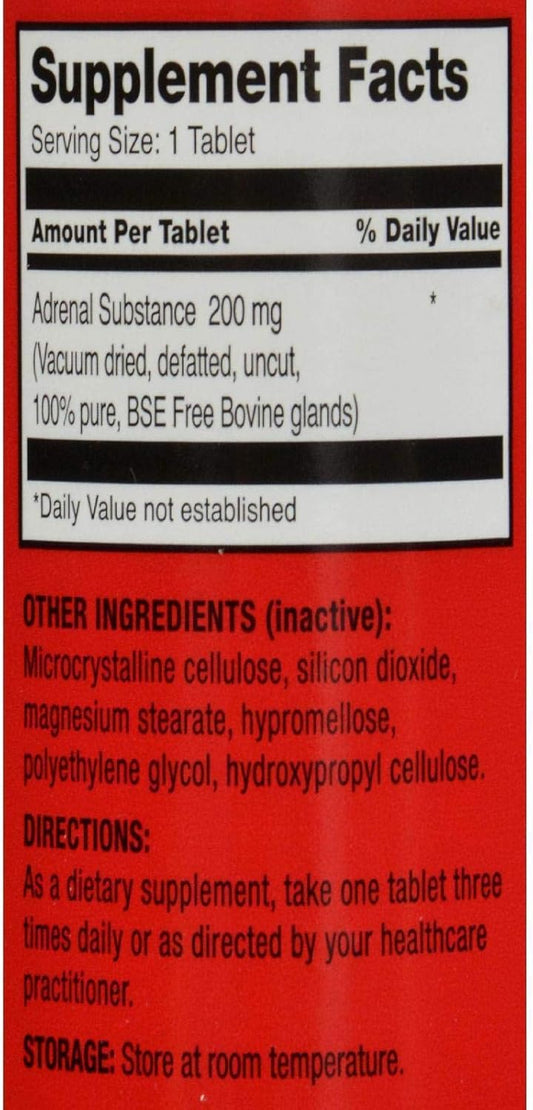 Supplement Facts
Serving Size: 1 Tablet
Amount Per Tablet % Daily Value
Adrenal Substance 200 mg *
(Vacuum dried, defatted, uncut,
100% pure, BSE Free Bovine glands)
*Daily Value not established
OTHER INGREDIENTS (inactive):
Microcrystalline cellulose, silicon dioxide,
magnesium stearate, hypromellose,
polyethylene glycol, hydroxypropyl cellulose.
DIRECTIONS:
As a dietary supplement, take one tablet three
times daily or as directed by your healthcare
practitioner.
STORAGE: Store at room temperature.